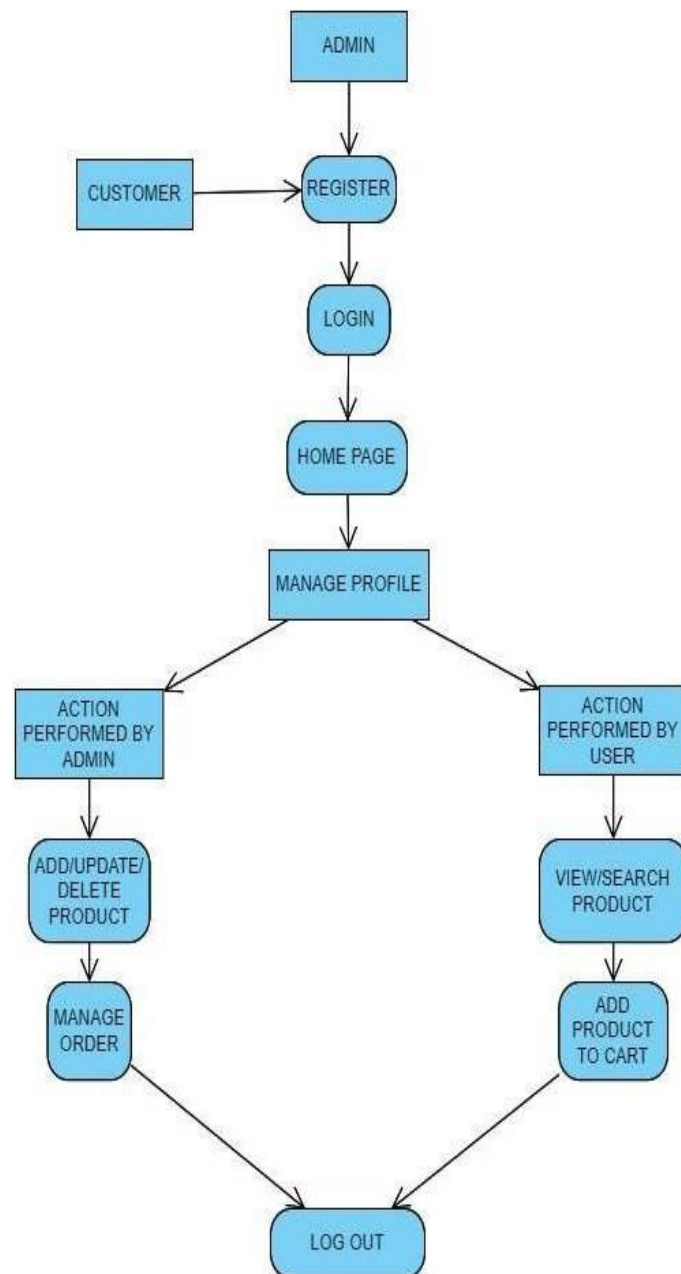 ADMIN
CUSTOMER
REGISTER
LOGIN
HOME PAGE
MANAGE PROFILE
ACTION
PERFORMED BY
ADMIN
ACTION
PERFORMED BY
USER
ADD/UPDATE/
DELETE
PRODUCT
VIEW/SEARCH
PRODUCT
MANAGE
ORDER
ADD
PRODUCT
TO CART
LOG OUT